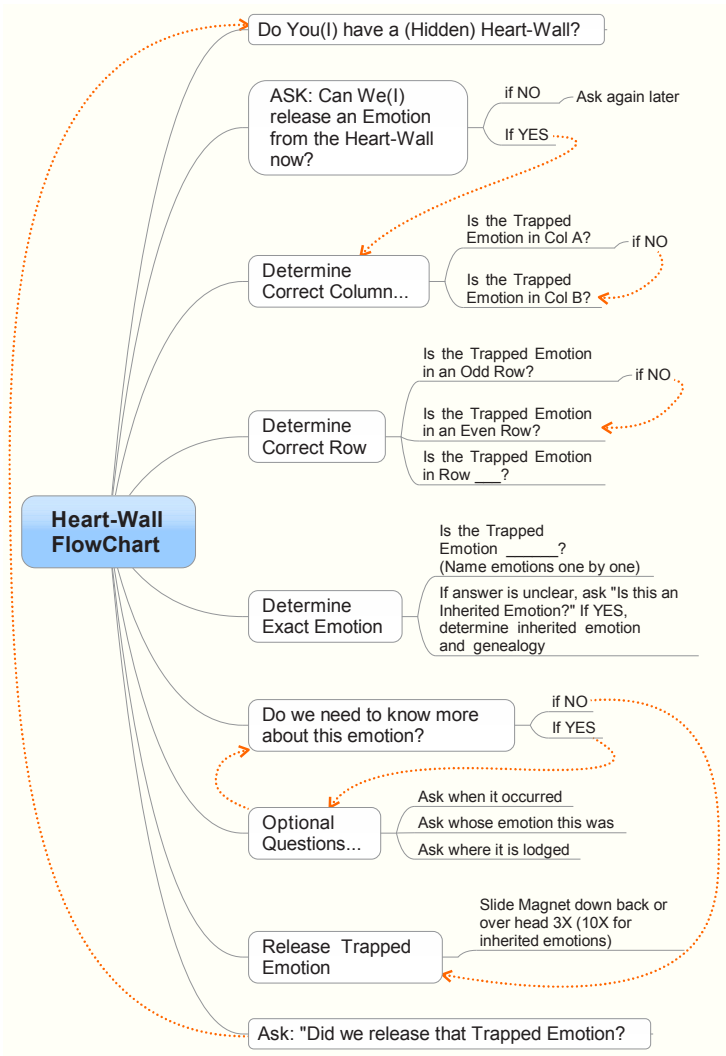 Do You(I) have a (Hidden) Heart-Wall?
ASK: Can We(I)
release an Emotion
from the Heart-Wall
now?
if NO
Ask again later
If YES
Determine
Correct Column...
Is the Trapped
Emotion in Col A?
if NO
Is the Trapped
Emotion in Col B?
Determine
Correct Row
Is the Trapped Emotion
in an Odd Row?
if NO
Is the Trapped Emotion
in an Even Row?
Is the Trapped Emotion
in Row ___?
Heart-Wall
FlowChart
Determine
Exact Emotion
Is the Trapped
Emotion ______?
(Name emotions one by one)
If answer is unclear, ask "Is this an
Inherited Emotion?" If YES,
determine inherited emotion
and genealogy
Do we need to know more
about this emotion?
if NO
If YES
Optional
Questions...
Ask when it occurred
Ask whose emotion this was
Ask where it is lodged
Release Trapped
Emotion
Slide Magnet down back or
over head 3X (10X for
inherited emotions)
Ask: "Did we release that Trapped Emotion?